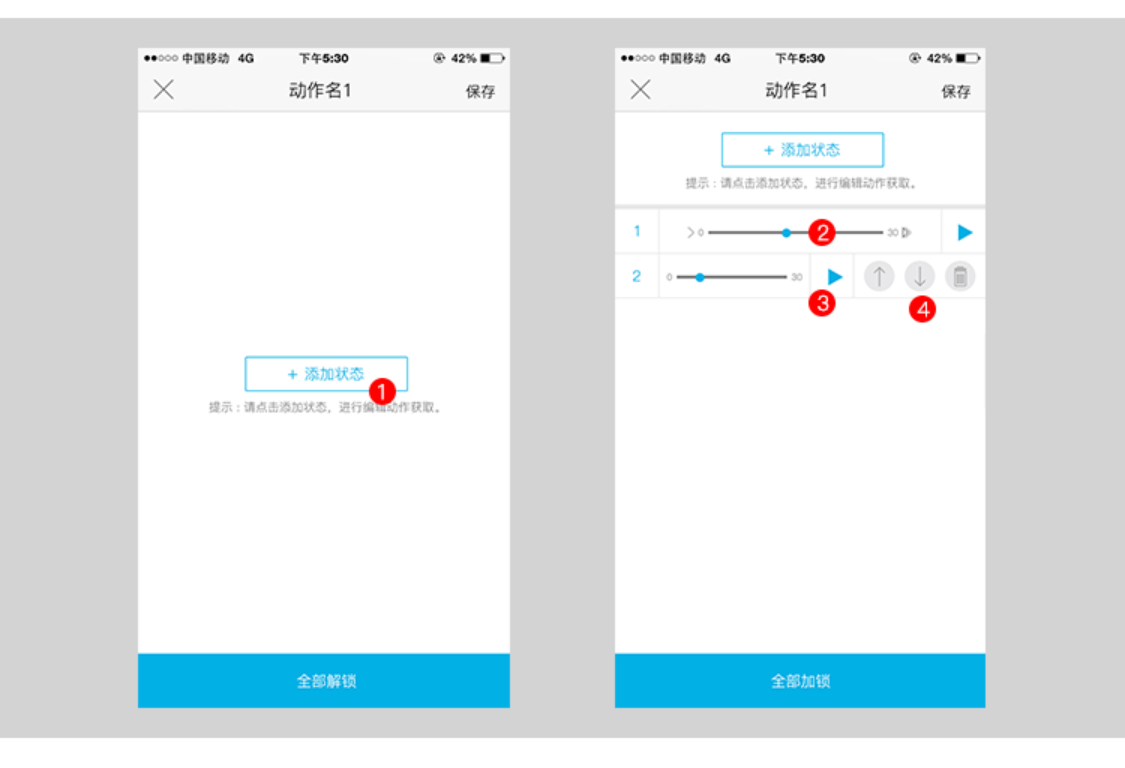 中国移动 4G 下午5:30 42%
动作名1 保存
+ 添加状态
1
提示：请点击添加状态，进行编辑动作获取。
全部解锁
中国移动 4G 下午5:30 42%
动作名1 保存
+ 添加状态
提示：请点击添加状态，进行编辑动作获取。
1 0 2 30
2 0 30
3 4
全部加锁